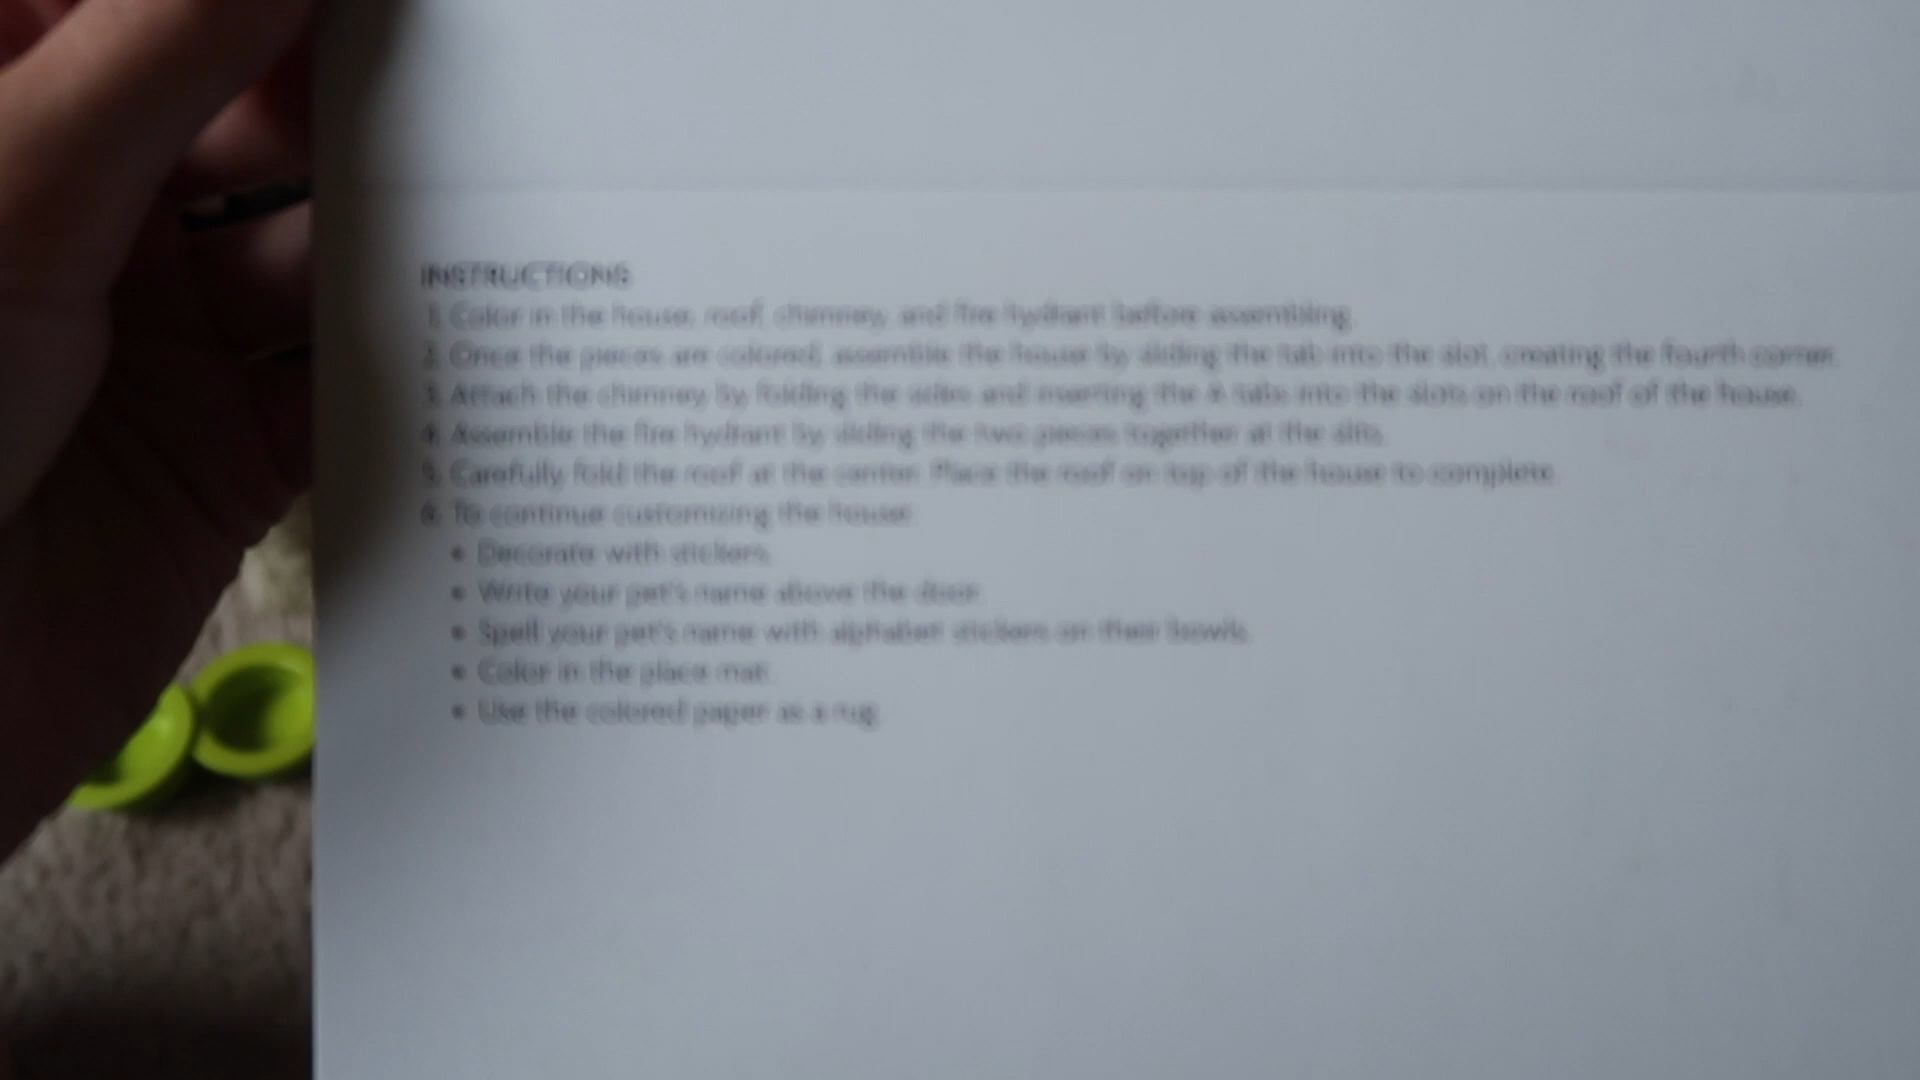 INSTRUCTIONS
1. Color in the house, roof, chimney, and fire hydrant before assembling.
2. Once the pieces are colored, assemble the house by sliding the tab into the slot, creating the fourth corner.
3. Attach the chimney by folding the sides and inserting the A tabs into the slots on the roof of the house.
4. Assemble the fire hydrant by sliding the two pieces together at the slits.
5. Carefully fold the roof at the center. Place the roof on top of the house to complete.
6. To continue customizing the house:
• Decorate with stickers.
• Write your pet's name above the door.
• Spell your pet's name with alphabet stickers on their bowls.
• Color in the place mat.
• Use the colored paper as a rug.